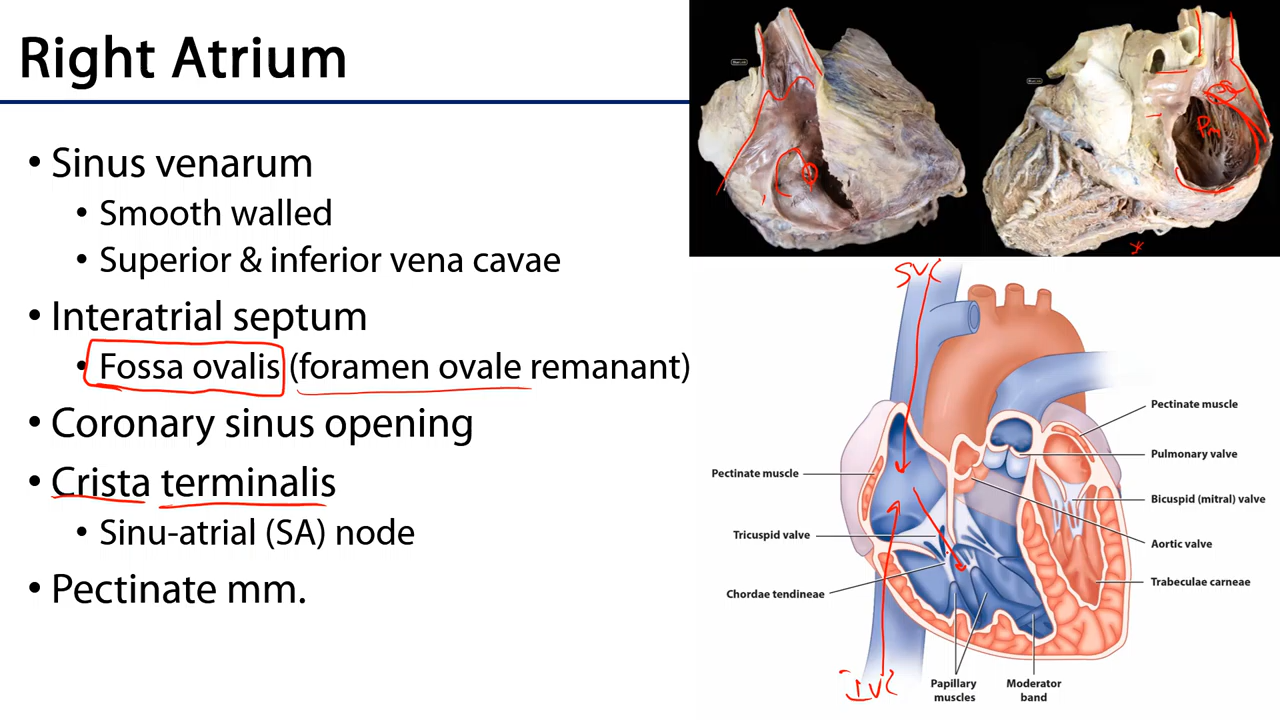 Right Atrium
• Sinus venarum
• Smooth walled
• Superior & inferior vena cavae
• Interatrial septum
• Fossa ovalis (foramen ovale remanant)
• Coronary sinus opening
• Crista terminalis
• Sinu-atrial (SA) node
• Pectinate mm.
Pm
SVC
Pectinate muscle
Pulmonary valve
Pectinate muscle
Bicuspid (mitral) valve
Tricuspid valve
Aortic valve
Trabeculae carneae
Chordae tendineae
IVC
Papillary
muscles
Moderator
band